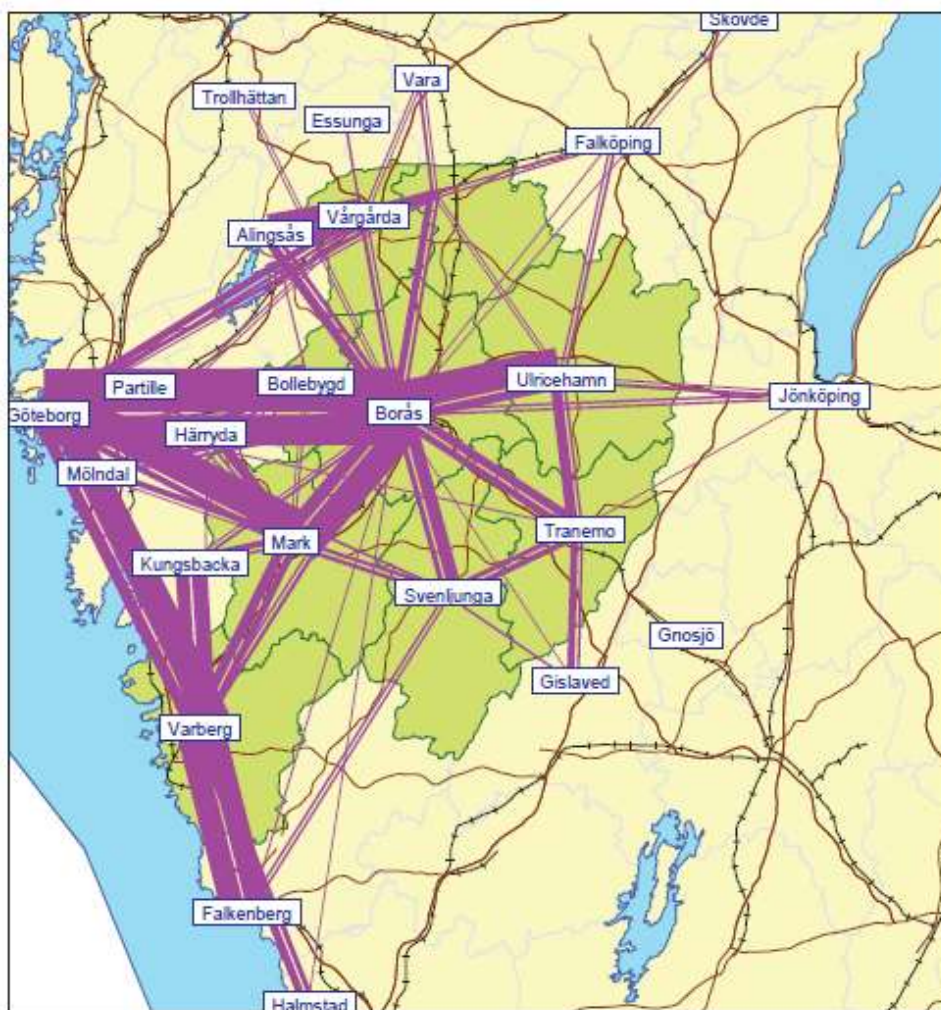 Skövde
Vara
Trollhättan
Essunga
Falköping
Vårgårda
Alingsås
Ulricehamn
Partille
Bollebygd
Jönköping
Göteborg
Borås
Härryda
Mölndal
Tranemo
Mark
Kungsbacka
Svenljunga
Gnosjö
Gislaved
Varberg
Falkenberg
Halmstad